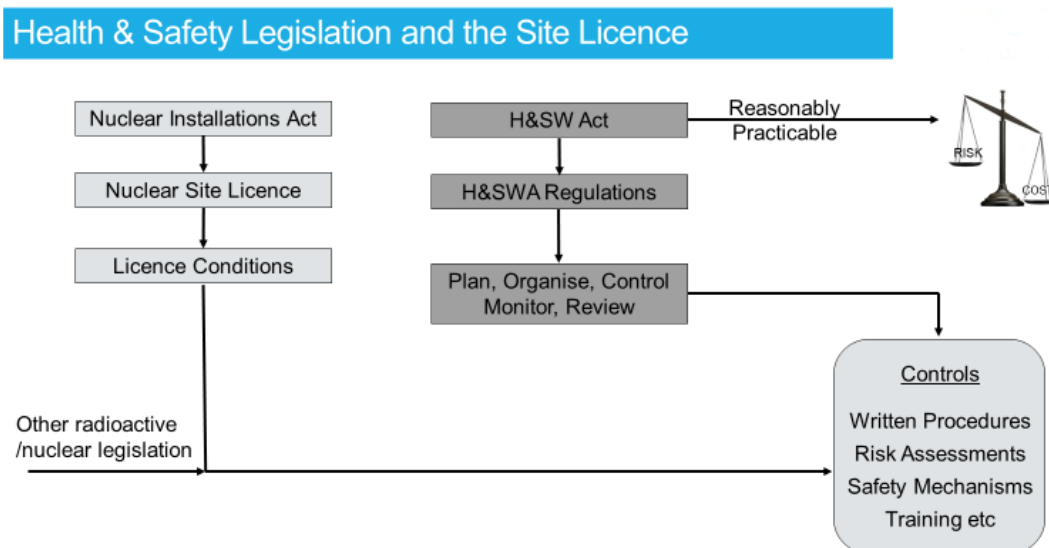 Health & Safety Legislation and the Site Licence
Nuclear Installations Act
Nuclear Site Licence
Licence Conditions
H&SW Act
H&SWA Regulations
Plan, Organise, Control
Monitor, Review
Reasonably
Practicable
RISK
COST
Other radioactive
/nuclear legislation
Controls
Written Procedures
Risk Assessments
Safety Mechanisms
Training etc